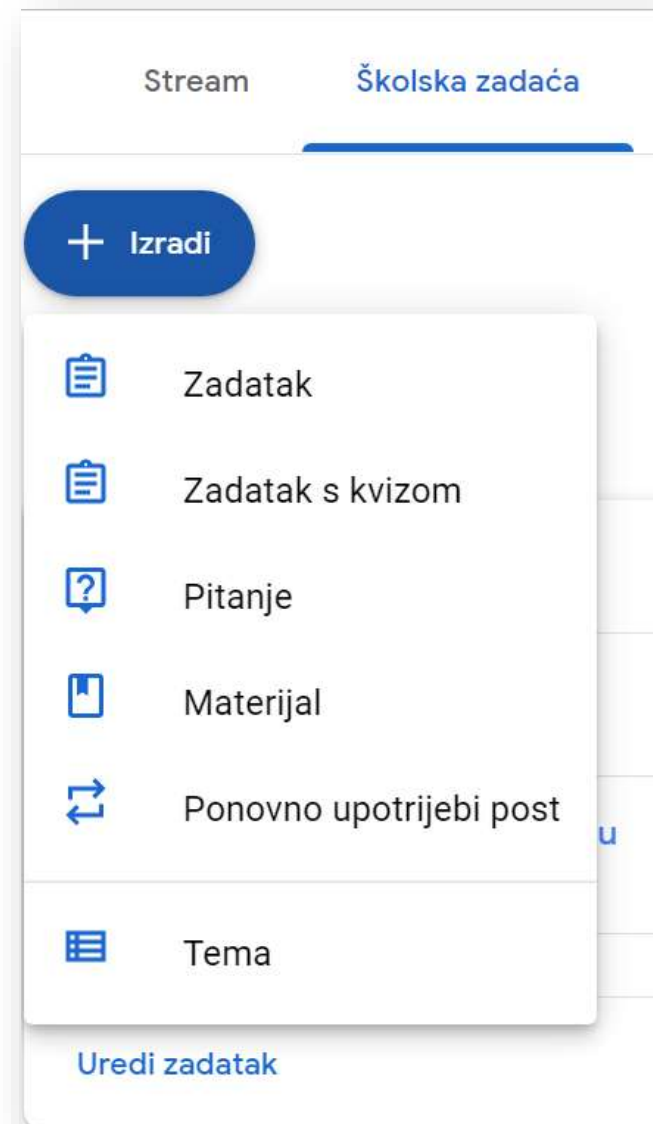 Stream
Školska zadaća
Izradi
Zadatak
Zadatak s kvizom
Pitanje
Materijal
Ponovno upotrijebi post
u
Tema
Uredi zadatak